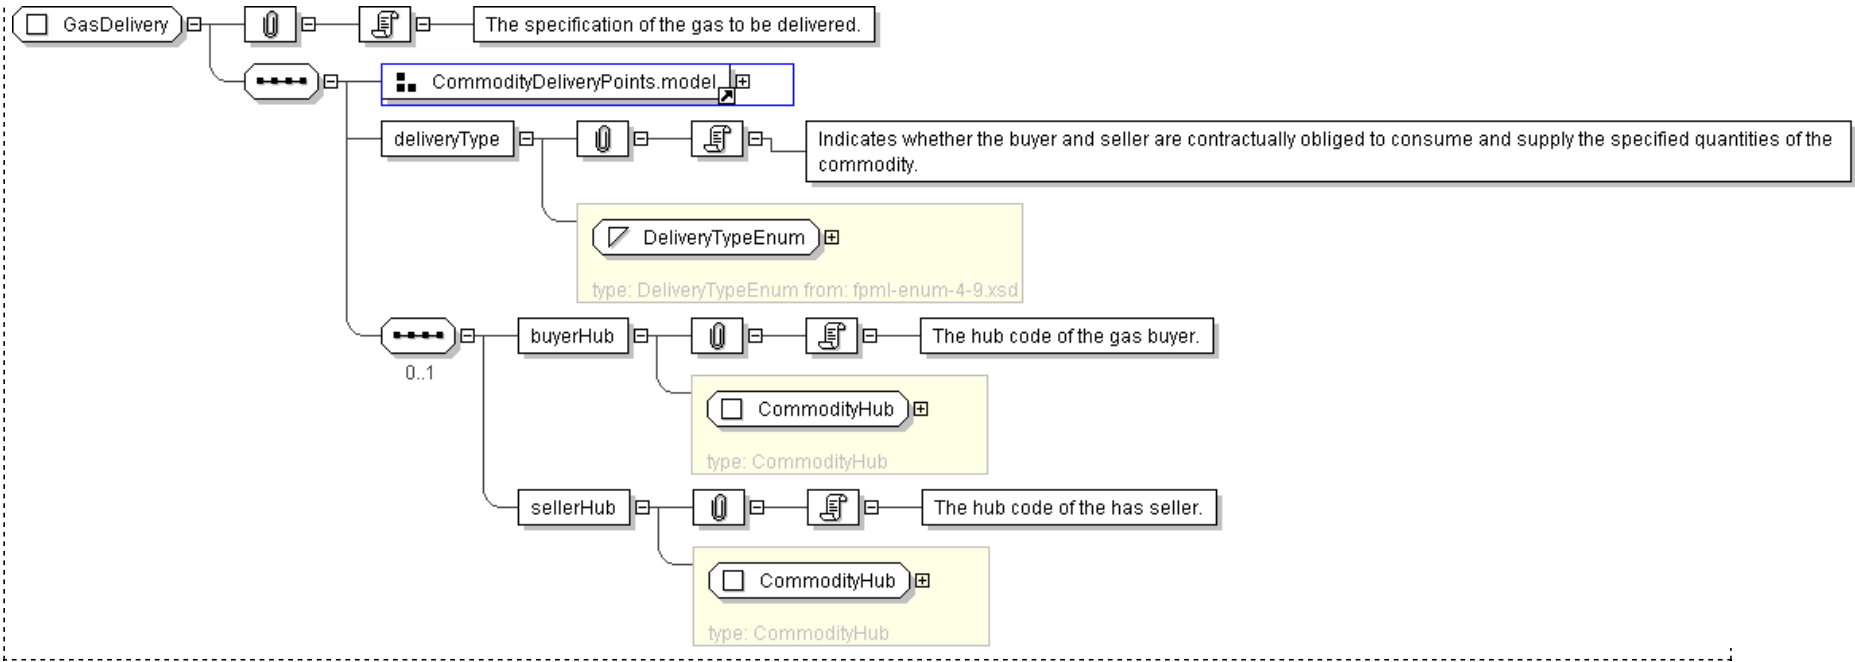 GasDelivery
The specification of the gas to be delivered.
CommodityDeliveryPoints.model
deliveryType
Indicates whether the buyer and seller are contractually obliged to consume and supply the specified quantities of the
commodity.
DeliveryTypeEnum
type: DeliveryTypeEnum from: fpml-enum-4-9.xsd
buyerHub
The hub code of the gas buyer.
0..1
CommodityHub
type: CommodityHub
sellerHub
The hub code of the has seller.
CommodityHub
type: CommodityHub